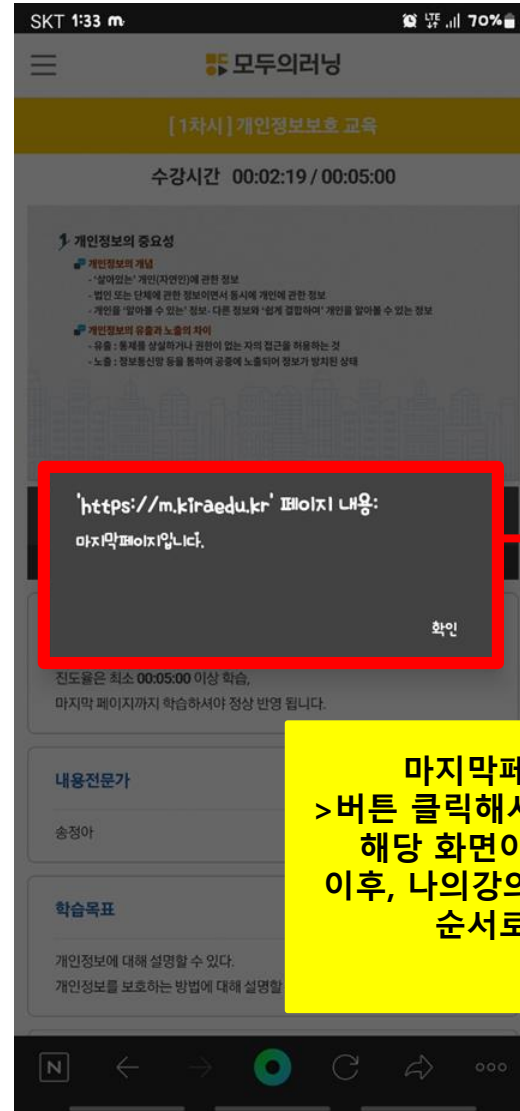 SKT 1:33 m
LTE 70%
모두의러닝
[1차시] 개인정보보호 교육
수강시간 00:02:19 / 00:05:00
1 개인정보의 중요성
개인정보의 개념
- '살아있는' 개인(자연인)에 관한 정보
- 법인 또는 단체에 관한 정보이면서 동시에 개인에 관한 정보
- 개인을 '알아볼 수 있는' 정보- 다른 정보와 '쉽게 결합하여' 개인을 알아볼 수 있는 정보
개인정보의 유출과 노출의 차이
- 유출 : 통제를 상실하거나 권한이 없는 자의 접근을 허용하는 것
- 노출 : 정보통신망 등을 통하여 공중에 노출되어 정보가 방치된 상태
'https://m.kiraedu.kr' 페이지 내용:
마지막페이지입니다.
확인
진도율은 최소 00:05:00 이상 학습,
마지막 페이지까지 학습하셔야 정상 반영 됩니다.
내용전문가
송정아
마지막페
>버튼 클릭해서
해당 화면이
이후, 나의강의
순서로
학습목표
개인정보에 대해 설명할 수 있다.
개인정보를 보호하는 방법에 대해 설명할
N